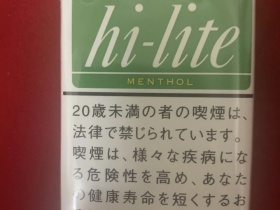 hi-lite
MENTHOL
20歳未満の者の喫煙は、
法律で禁じられています。
喫煙は、様々な疾病にな
る危険性を高め、あなた
の健康寿命を短くするお